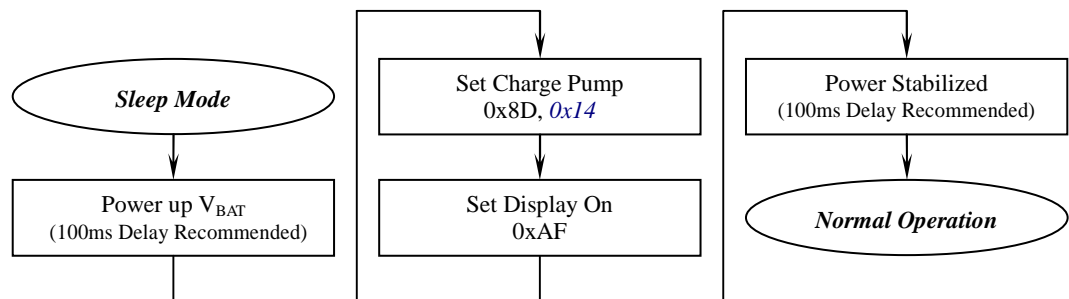 Sleep Mode
Power up VBAT
(100ms Delay Recommended)
Set Charge Pump
0x8D, 0x14
Set Display On
0xAF
Power Stabilized
(100ms Delay Recommended)
Normal Operation